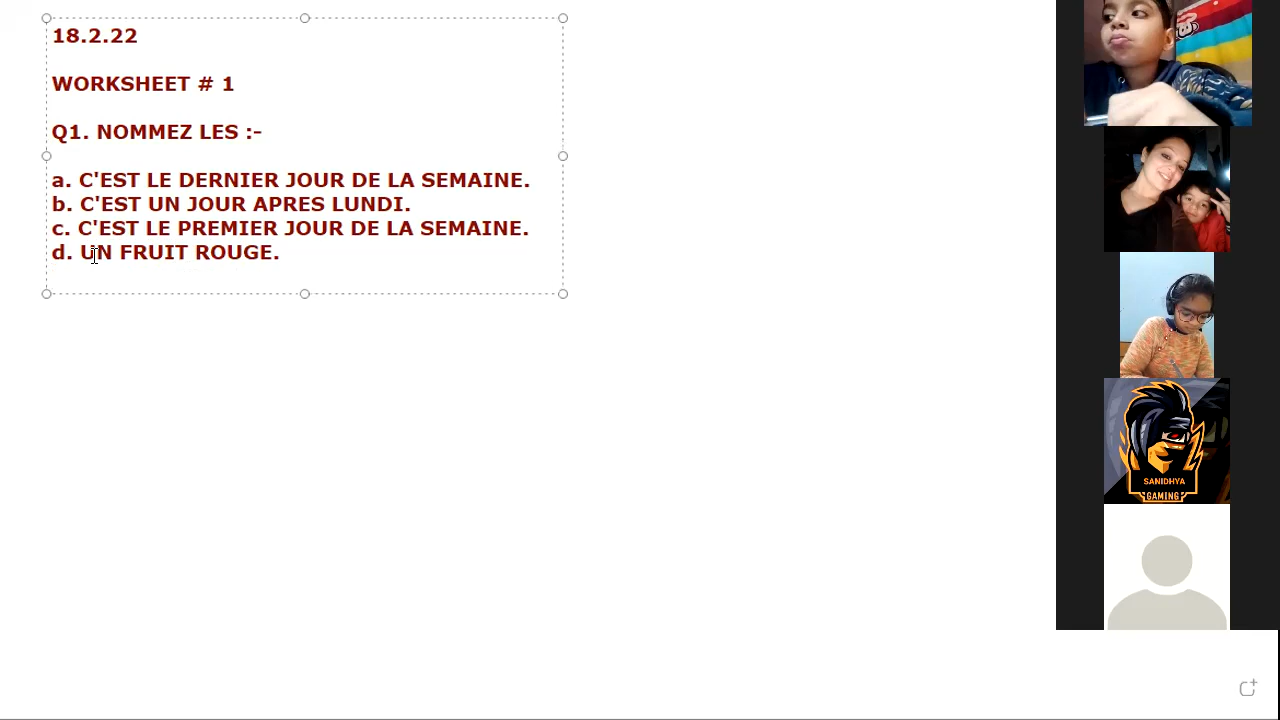 18.2.22
WORKSHEET # 1
Q1. NOMMEZ LES :-
a. C'EST LE DERNIER JOUR DE LA SEMAINE.
b. C'EST UN JOUR APRES LUNDI.
c. C'EST LE PREMIER JOUR DE LA SEMAINE.
d. UN FRUIT ROUGE.
SANIDHYA
GAMING